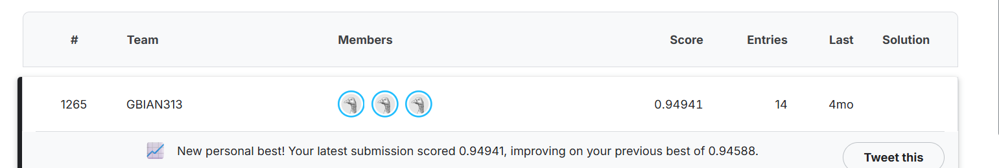 # Team Members Score Entries Last Solution
1265 GBIAN313 0.94941 14 4mo
New personal best! Your latest submission scored 0.94941, improving on your previous best of 0.94588. Tweet this